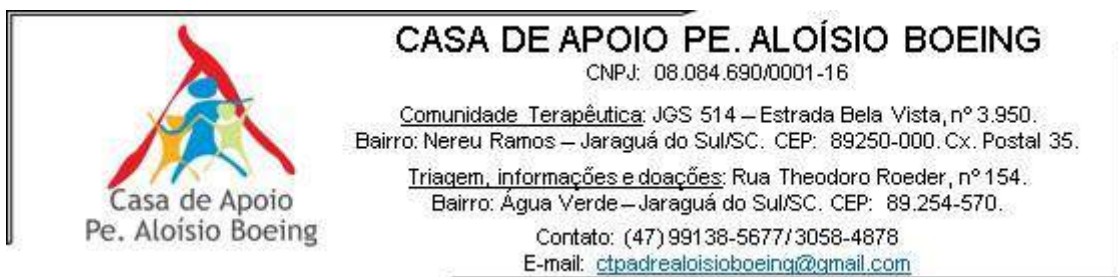 CASA DE APOIO PE. ALOÍSIO BOEING
CNPJ: 08.084.690/0001-16
Comunidade Terapêutica: JGS 514 – Estrada Bela Vista, nº 3.950.
Bairro: Nereu Ramos – Jaraguá do Sul/SC. CEP: 89250-000. Cx. Postal 35.
Triagem, informações e doações: Rua Theodoro Roeder, nº 154.
Bairro: Água Verde – Jaraguá do Sul/SC. CEP: 89.254-570.
Contato: (47) 99138-5677/ 3058-4878
E-mail: ctpadrealoisioboeing@gmail.com
Casa de Apoio
Pe. Aloísio Boeing